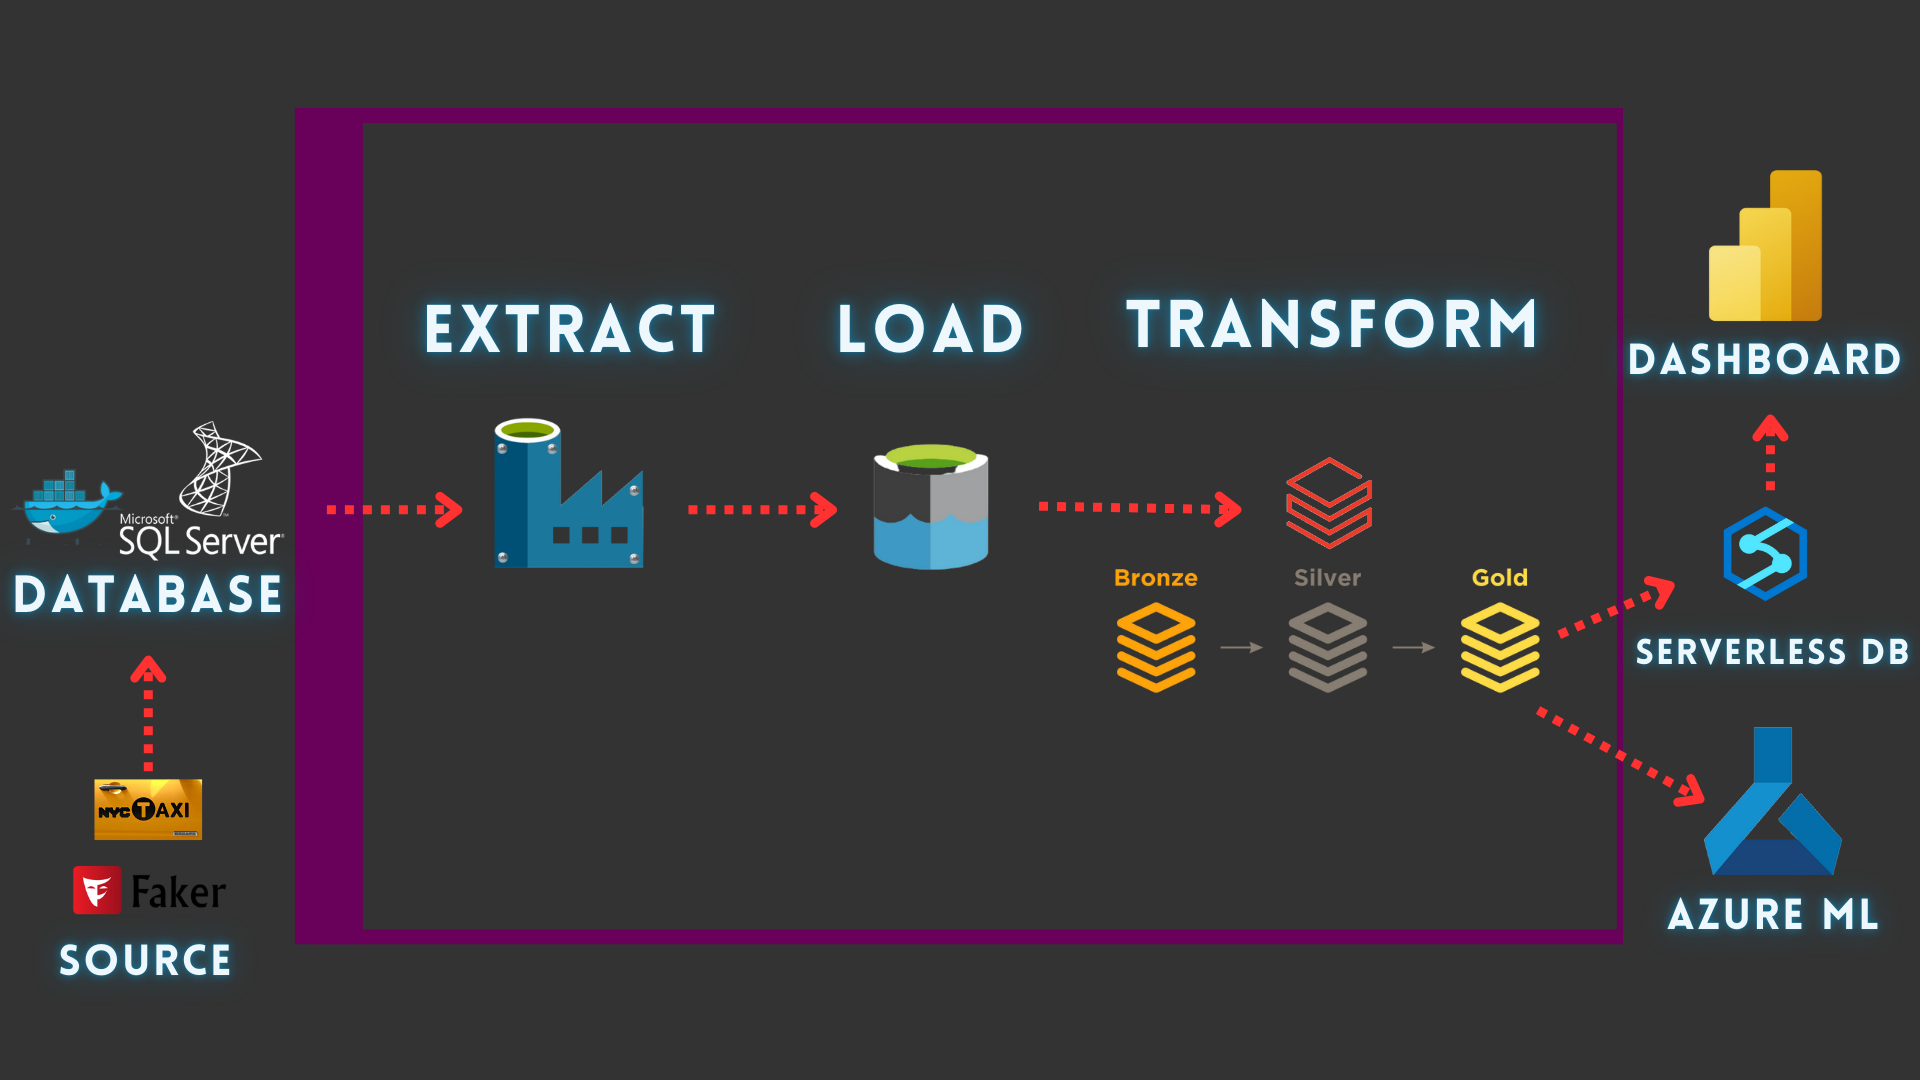 EXTRACT
LOAD
TRANSFORM
DASHBOARD
Microsoft®
SQL Server®
DATABASE
Bronze
Silver
Gold
SERVERLESS DB
NYC TAXI
Faker
SOURCE
AZURE ML